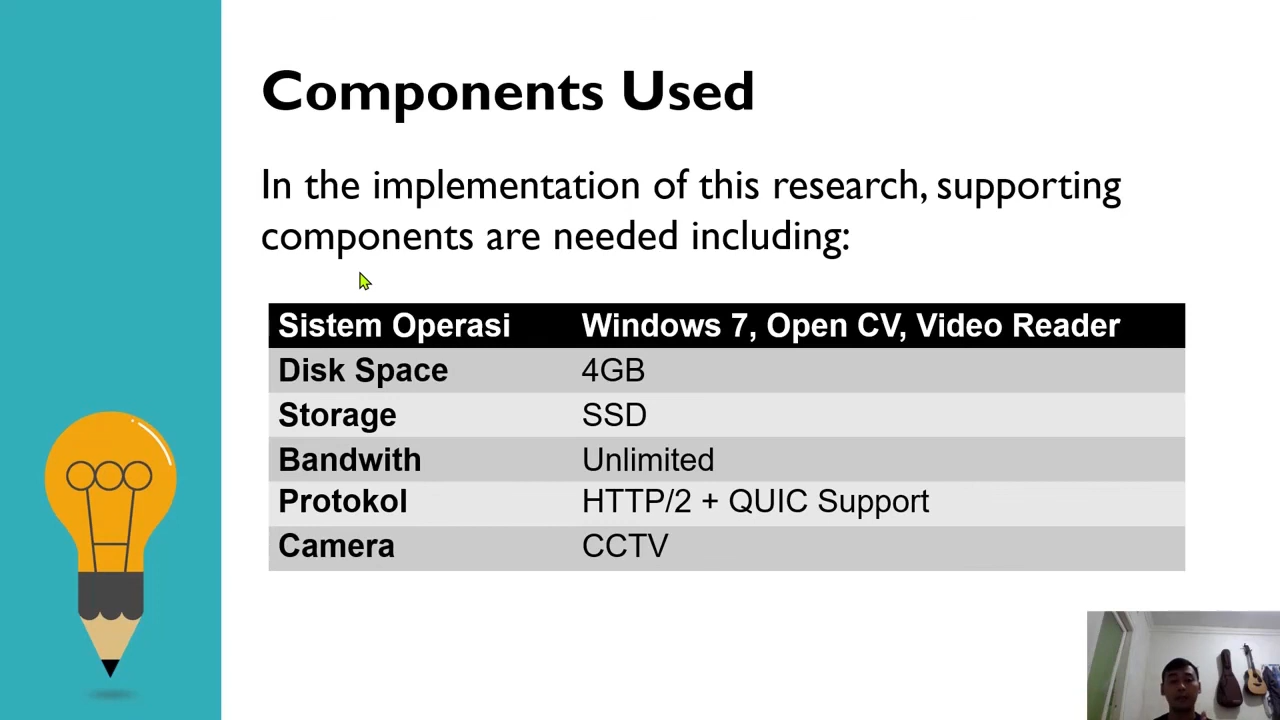 Components Used
In the implementation of this research, supporting
components are needed including:
Sistem Operasi Windows 7, Open CV, Video Reader
Disk Space 4GB
Storage SSD
Bandwith Unlimited
Protokol HTTP/2 + QUIC Support
Camera CCTV